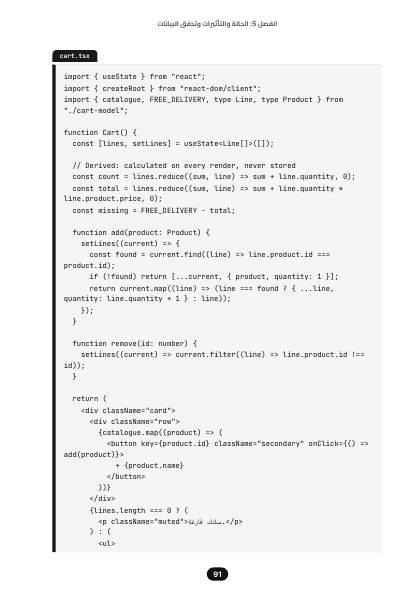 الفصل 5: الحالة والتأثيرات وتدفق البيانات
cart.tsx
import { useState } from "react";
import { createRoot } from "react-dom/client";
import { catalogue, FREE_DELIVERY, type Line, type Product } from
"./cart-model";
function Cart() {
const [lines, setLines] = useState<Line[]>([]);
// Derived: calculated on every render, never stored
const count = lines.reduce((sum, line) => sum + line.quantity, 0);
const total = lines.reduce((sum, line) => sum + line.quantity *
line.product.price, 0);
const missing = FREE_DELIVERY - total;
function add(product: Product) {
setLines((current) => {
const found = current.find((line) => line.product.id ===
product.id);
if (!found) return [...current, { product, quantity: 1 }];
return current.map((line) => (line === found ? { ...line,
quantity: line.quantity + 1 } : line));
});
}
function remove(id: number) {
setLines((current) => current.filter((line) => line.product.id !==
id));
}
return (
<div className="card">
<div className="row">
{catalogue.map((product) => (
<button key={product.id} className="secondary" onClick={() =>
add(product)}>
+ {product.name}
</button>
))}
</div>
{lines.length === 0 ? (
<p className="muted">سلتك فارغة.</p>
) : (
<ul>
91